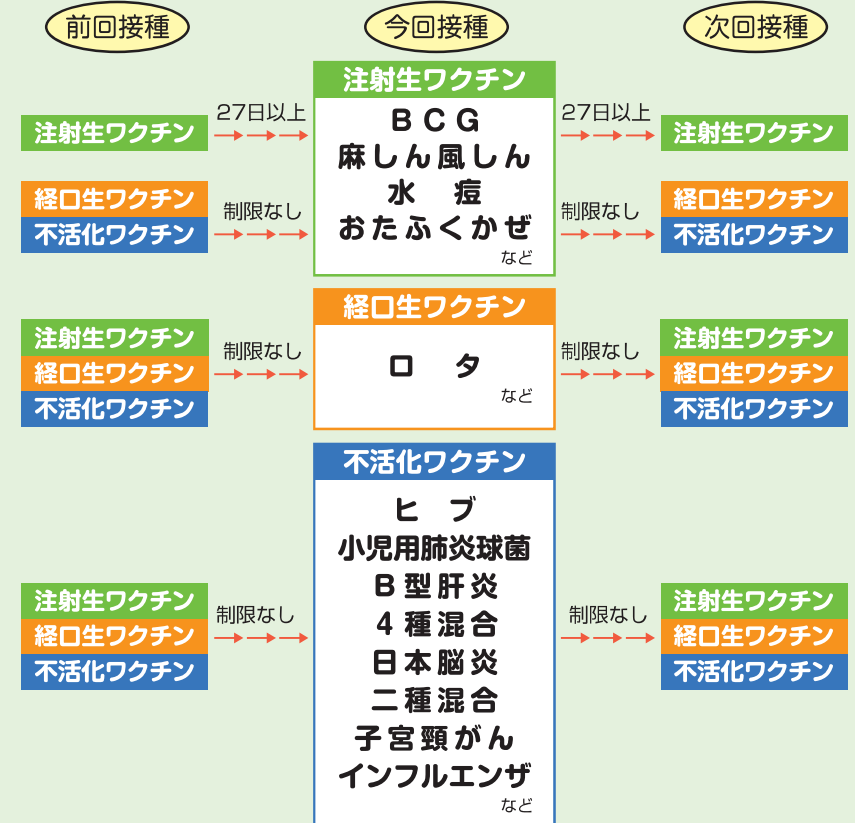 前回接種
今回接種
次回接種
注射生ワクチン
27日以上
注射生ワクチン
BCG
麻しん風しん
水 痘
おたふくかぜ
など
27日以上
注射生ワクチン
経口生ワクチン
不活化ワクチン
制限なし
制限なし
経口生ワクチン
不活化ワクチン
注射生ワクチン
経口生ワクチン
不活化ワクチン
制限なし
経口生ワクチン
ロ タ
など
制限なし
注射生ワクチン
経口生ワクチン
不活化ワクチン
注射生ワクチン
経口生ワクチン
不活化ワクチン
制限なし
不活化ワクチン
ヒ ブ
小児用肺炎球菌
B型肝炎
4種混合
日本脳炎
二種混合
子宮頸がん
インフルエンザ
など
制限なし
注射生ワクチン
経口生ワクチン
不活化ワクチン